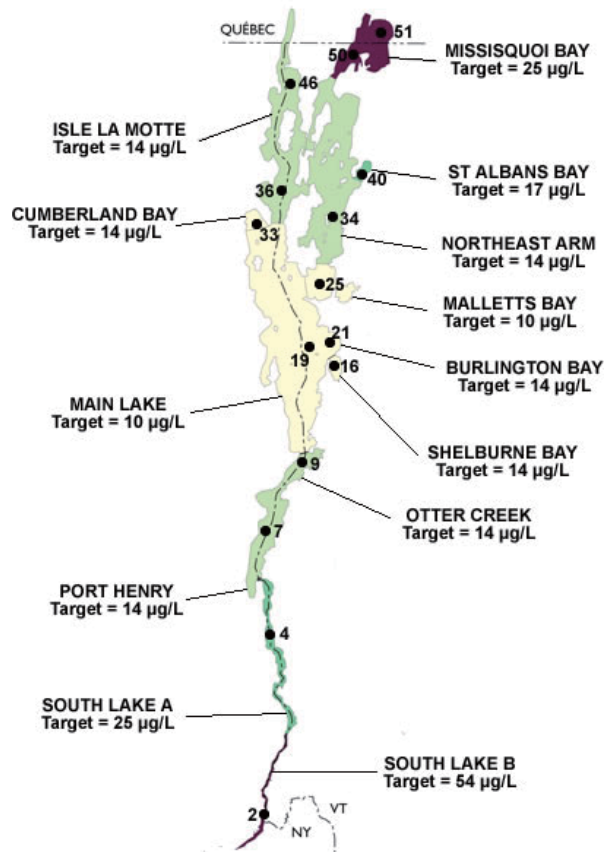 QUÉBEC
51
50
MISSISQUOI BAY
Target = 25 µg/L
46
ISLE LA MOTTE
Target = 14 µg/L
ST ALBANS BAY
Target = 17 µg/L
40
36
CUMBERLAND BAY
Target = 14 µg/L
34
33
NORTHEAST ARM
Target = 14 µg/L
25
MALLETTS BAY
Target = 10 µg/L
21
19
16
BURLINGTON BAY
Target = 14 µg/L
MAIN LAKE
Target = 10 µg/L
SHELBURNE BAY
Target = 14 µg/L
9
OTTER CREEK
Target = 14 µg/L
7
PORT HENRY
Target = 14 µg/L
4
SOUTH LAKE A
Target = 25 µg/L
SOUTH LAKE B
Target = 54 µg/L
2
VT
NY